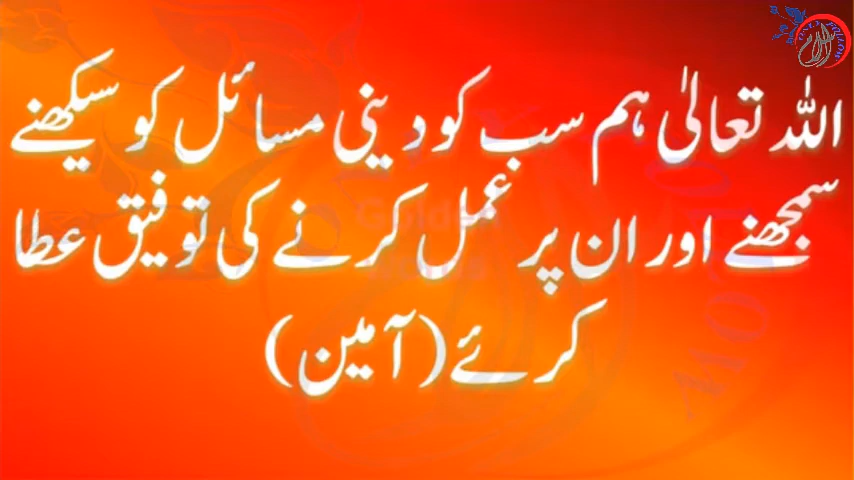 اللہ تعالیٰ ہم سب کو دینی مسائل کو سیکھنے
سمجھنے اور ان پر عمل کرنے کی توفیق عطا
کرئے (آمین)